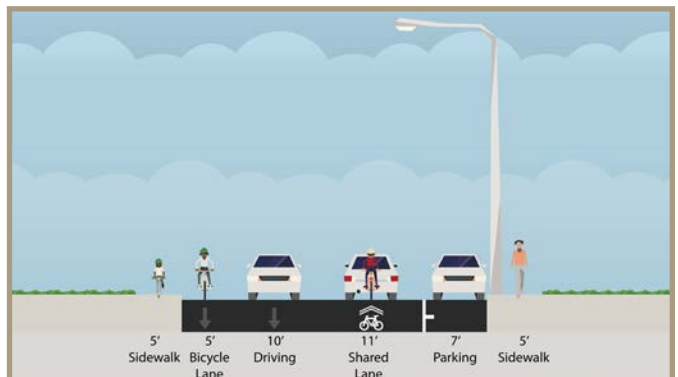 5' 5' 10' 11' 7' 5'
Sidewalk Bicycle Driving Shared Parking Sidewalk
Lane Lane